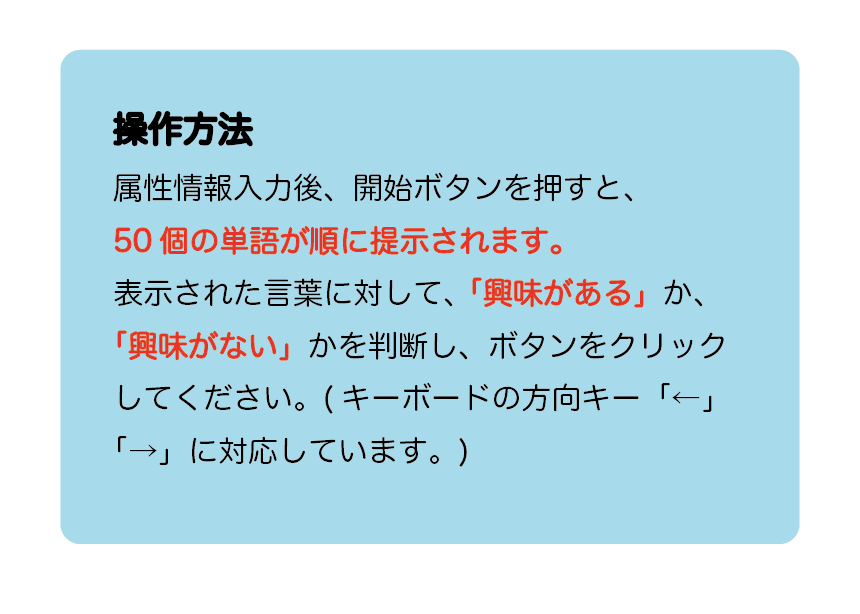 操作方法
属性情報入力後、開始ボタンを押すと、
50 個の単語が順に提示されます。
表示された言葉に対して、「興味がある」か、
「興味がない」かを判断し、ボタンをクリック
してください。( キーボードの方向キー「←」
「→」に対応しています。)